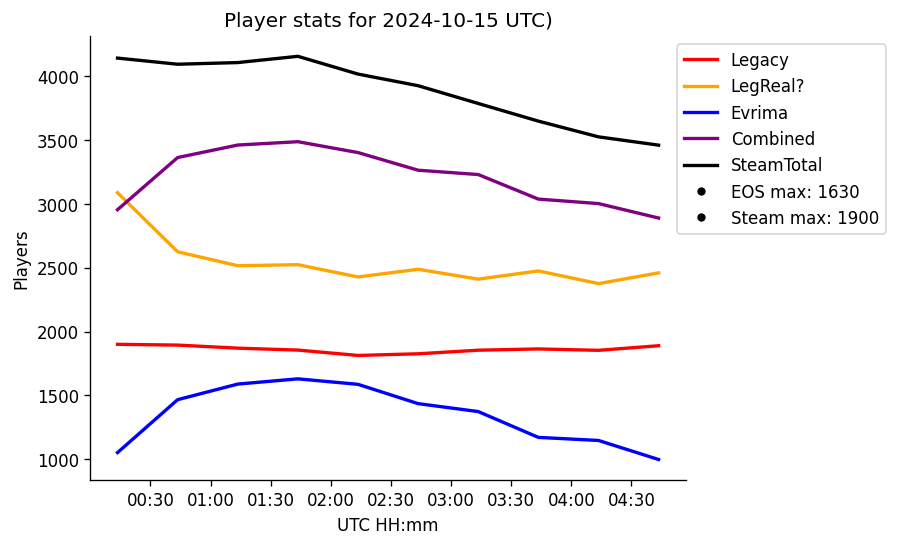 Player stats for 2024-10-15 UTC)
Players
4000
3500
3000
2500
2000
1500
1000
00:30 01:00 01:30 02:00 02:30 03:00 03:30 04:00 04:30
UTC HH:mm
Legacy
LegReal?
Evrima
Combined
SteamTotal
EOS max: 1630
Steam max: 1900